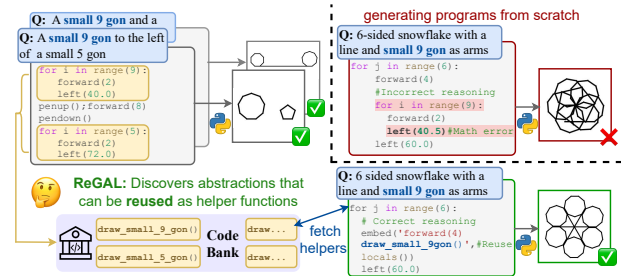 Q: A small 9 gon and a
Q: A small 9 gon to the left
of a small 5 gon
for i in range(9):
forward(2)
left(40.0)
penup();forward(8)
pendown()
for i in range(5):
forward(2)
left(72.0)
generating programs from scratch
Q: 6-sided snowflake with a
line and small 9 gon as arms
for j in range(6):
forward(4)
#Incorrect reasoning
for i in range(9):
forward(2)
left(40.5)#Math error
left(60.0)
ReGAL: Discovers abstractions that
can be reused as helper functions
draw_small_9_gon()
draw_small_5_gon()
Code
Bank
draw...
draw...
fetch
helpers
Q: 6 sided snowflake with a
line and small 9 gon as arms
for j in range(6):
# Correct reasoning
embed('forward(4)
draw_small_9gon()',#Reuse
locals())
left(60.0)